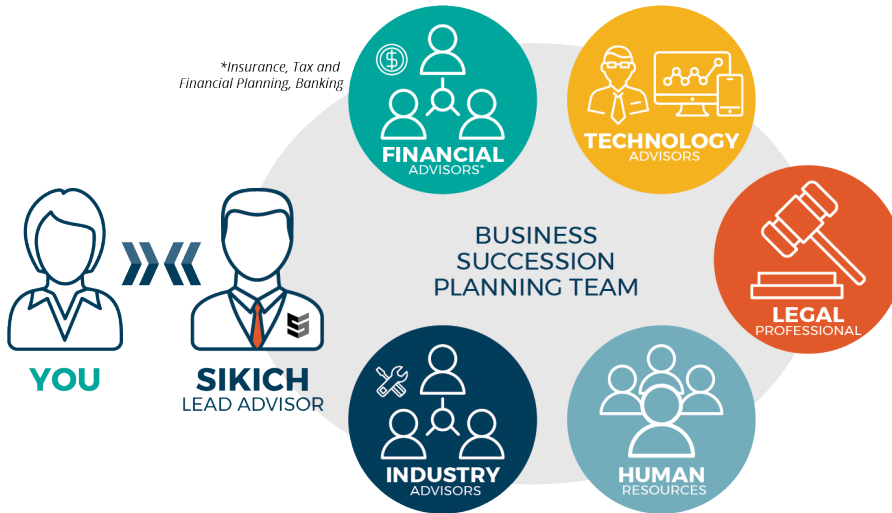 *Insurance, Tax and
Financial Planning, Banking
FINANCIAL
ADVISORS*
TECHNOLOGY
ADVISORS
BUSINESS
SUCCESSION
PLANNING TEAM
LEGAL
PROFESSIONAL
YOU
SIKICH
LEAD ADVISOR
INDUSTRY
ADVISORS
HUMAN
RESOURCES